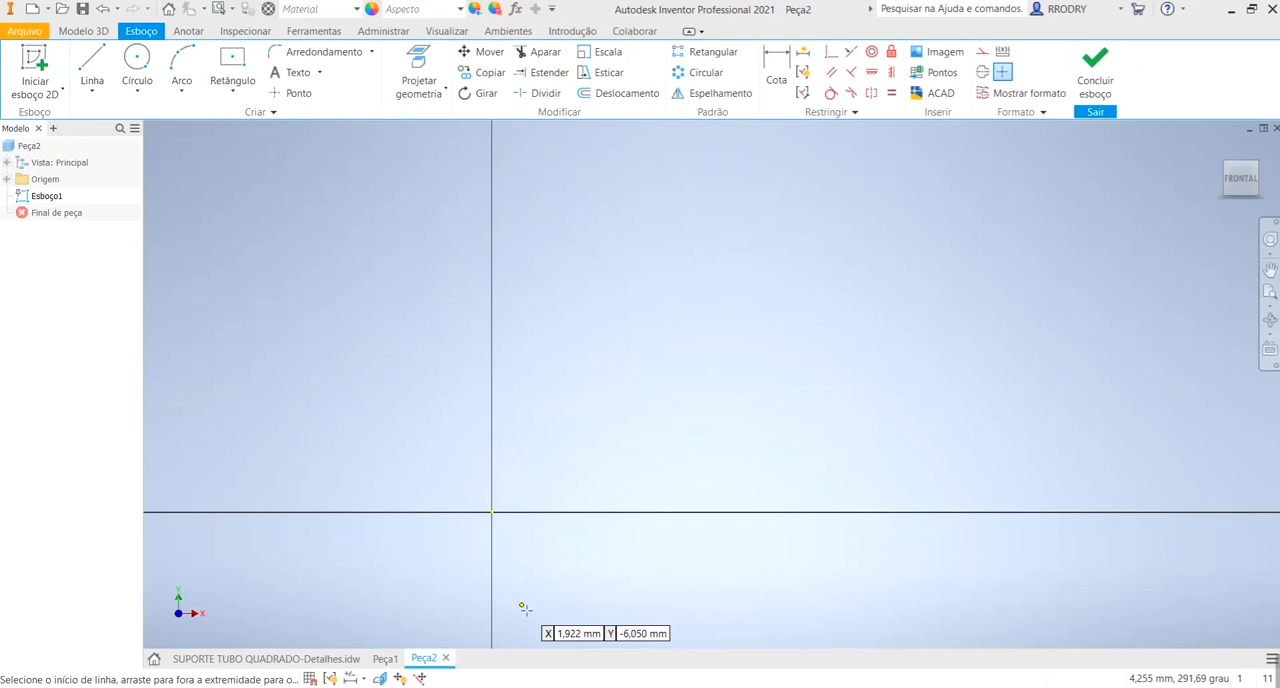 Material
Aspecto
Autodesk Inventor Professional 2021 Peça2
Pesquisar na Ajuda e comandos.
RRODRY
Arquivo
Modelo 3D
Esboço
Anotar
Inspecionar
Ferramentas
Administrar
Visualizar
Ambientes
Introdução
Colaborar
Iniciar
esboço 2D
Linha
Círculo
Arco
Retângulo
Arredondamento
Texto
Ponto
Projetar
geometria
Mover
Copiar
Girar
Aparar
Estender
Dividir
Escala
Esticar
Deslocamento
Retangular
Circular
Espelhamento
Cota
Imagem
Pontos
ACAD
Mostrar formato
Concluir
esboço
Esboço
Criar
Modificar
Padrão
Restringir
Inserir
Formato
Sair
Modelo
Peça2
Vista: Principal
Origem
Esboço1
Final de peça
FRONTAL
Y
X
X 1,922 mm Y -6,050 mm
SUPORTE TUBO QUADRADO-Detalhes.idw
Peça1
Peça2
Selecione o início de linha, arraste para fora a extremidade para o...
4,255 mm, 291,69 grau 1 11